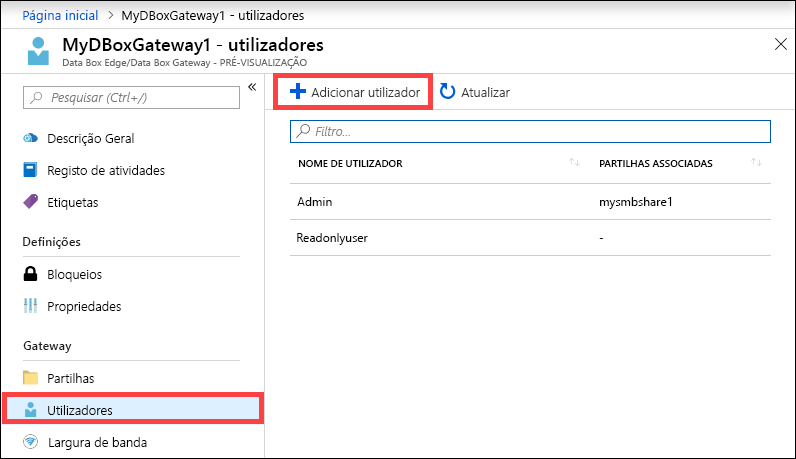 Página inicial > MyDBoxGateway1 - utilizadores
MyDBoxGateway1 - utilizadores
Data Box Edge/Data Box Gateway - PRÉ-VISUALIZAÇÃO
Pesquisar (Ctrl+/)
Descrição Geral
Registo de atividades
Etiquetas
Definições
Bloqueios
Propriedades
Gateway
Partilhas
Utilizadores
Largura de banda
Adicionar utilizador Atualizar
Filtro...
NOME DE UTILIZADOR PARTILHAS ASSOCIADAS
Admin mysmbshare1
Readonlyuser -